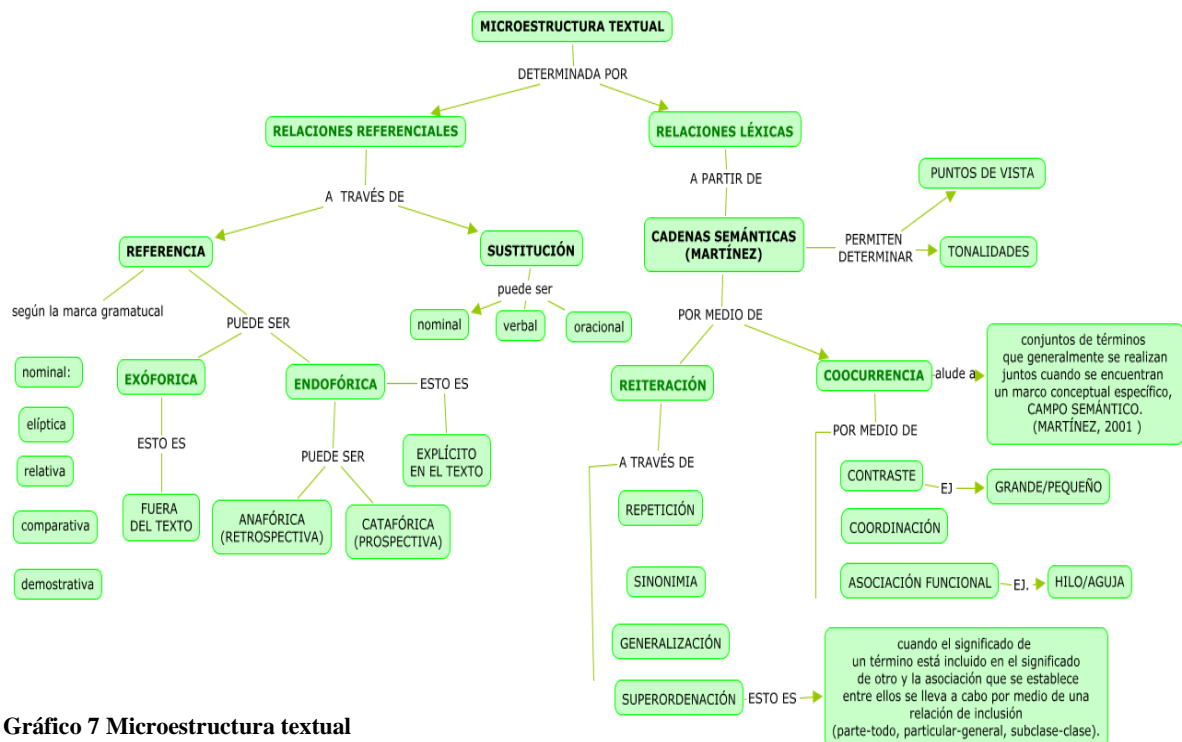 MICROESTRUCTURA TEXTUAL
DETERMINADA POR
RELACIONES REFERENCIALES
RELACIONES LÉXICAS
A TRAVÉS DE
A PARTIR DE
PUNTOS DE VISTA
REFERENCIA
SUSTITUCIÓN
CADENAS SEMÁNTICAS
(MARTÍNEZ)
PERMITEN
DETERMINAR
TONALIDADES
según la marca gramatucal
puede ser
nominal
verbal
oracional
PUEDE SER
POR MEDIO DE
nominal:
elíptica
relativa
comparativa
demostrativa
EXÓFORICA
ESTO ES
FUERA
DEL TEXTO
ENDOFÓRICA
ESTO ES
EXPLÍCITO
EN EL TEXTO
PUEDE SER
ANAFÓRICA
(RETROSPECTIVA)
CATAFÓRICA
(PROSPECTIVA)
REITERACIÓN
A TRAVÉS DE
REPETICIÓN
SINONIMIA
GENERALIZACIÓN
SUPERORDENACIÓN
ESTO ES
cuando el significado de
un término está incluido en el significado
de otro y la asociación que se establece
entre ellos se lleva a cabo por medio de una
relación de inclusión
(parte-todo, particular-general, subclase-clase).
COOCURRENCIA
alude a
conjuntos de términos
que generalmente se realizan
juntos cuando se encuentran
un marco conceptual específico,
CAMPO SEMÁNTICO.
(MARTÍNEZ, 2001 )
POR MEDIO DE
CONTRASTE
EJ
GRANDE/PEQUEÑO
COORDINACIÓN
ASOCIACIÓN FUNCIONAL
EJ.
HILO/AGUJA
Gráfico 7 Microestructura textual